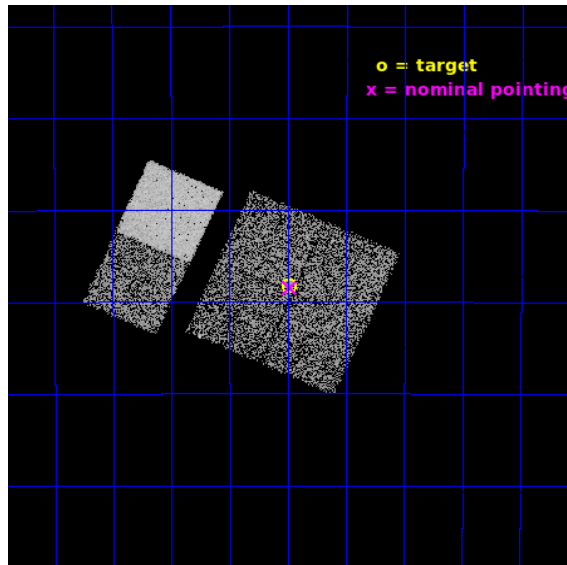 o = target
x = nominal pointing